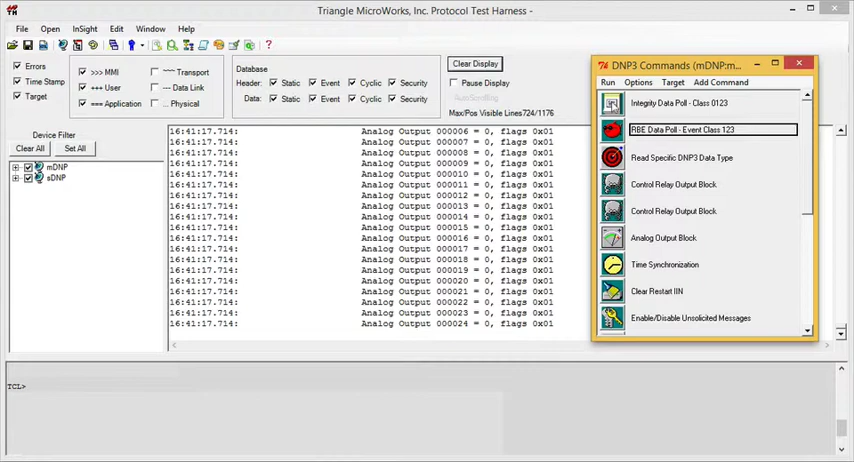 Triangle MicroWorks, Inc. Protocol Test Harness -
File Open InSight Edit Window Help
Errors
Time Stamp
Target
>>> MMI
+++ User
=== Application
~~~ Transport
--- Data Link
... Physical
Database
Header: Static Event Cyclic Security
Data: Static Event Cyclic Security
Clear Display
Pause Display
AutoScrolling
Max/Pos Visible Lines724/1176
Device Filter
Clear All Set All
mDNP
sDNP
16:41:17.714: Analog Output 000006 = 0, flags 0x01
16:41:17.714: Analog Output 000007 = 0, flags 0x01
16:41:17.714: Analog Output 000008 = 0, flags 0x01
16:41:17.714: Analog Output 000009 = 0, flags 0x01
16:41:17.714: Analog Output 000010 = 0, flags 0x01
16:41:17.714: Analog Output 000011 = 0, flags 0x01
16:41:17.714: Analog Output 000012 = 0, flags 0x01
16:41:17.714: Analog Output 000013 = 0, flags 0x01
16:41:17.714: Analog Output 000014 = 0, flags 0x01
16:41:17.714: Analog Output 000015 = 0, flags 0x01
16:41:17.714: Analog Output 000016 = 0, flags 0x01
16:41:17.714: Analog Output 000017 = 0, flags 0x01
16:41:17.714: Analog Output 000018 = 0, flags 0x01
16:41:17.714: Analog Output 000019 = 0, flags 0x01
16:41:17.714: Analog Output 000020 = 0, flags 0x01
16:41:17.714: Analog Output 000021 = 0, flags 0x01
16:41:17.714: Analog Output 000022 = 0, flags 0x01
16:41:17.714: Analog Output 000023 = 0, flags 0x01
16:41:17.714: Analog Output 000024 = 0, flags 0x01
TCL>
DNP3 Commands (mDNP:m...
Run Options Target Add Command
Integrity Data Poll - Class 0123
RBE Data Poll - Event Class 123
Read Specific DNP3 Data Type
Control Relay Output Block
Control Relay Output Block
Analog Output Block
Time Synchronization
Clear Restart IIN
Enable/Disable Unsolicited Messages